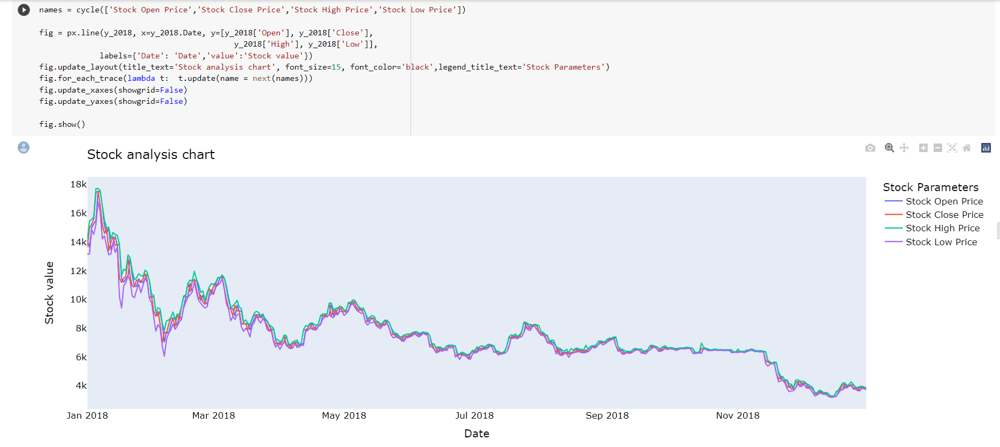 names = cycle(['Stock Open Price','Stock Close Price','Stock High Price','Stock Low Price'])
fig = px.line(y_2018, x=y_2018.Date, y=[y_2018['Open'], y_2018['Close'],
y_2018['High'], y_2018['Low']],
labels={'Date': 'Date','value':'Stock value'})
fig.update_layout(title_text='Stock analysis chart', font_size=15, font_color='black',legend_title_text='Stock Parameters')
fig.for_each_trace(lambda t:  t.update(name = next(names)))
fig.update_xaxes(showgrid=False)
fig.update_yaxes(showgrid=False)
fig.show()
Stock analysis chart
18k
16k
14k
12k
10k
8k
6k
4k
Stock value
Jan 2018
Mar 2018
May 2018
Jul 2018
Sep 2018
Nov 2018
Date
Stock Parameters
Stock Open Price
Stock Close Price
Stock High Price
Stock Low Price